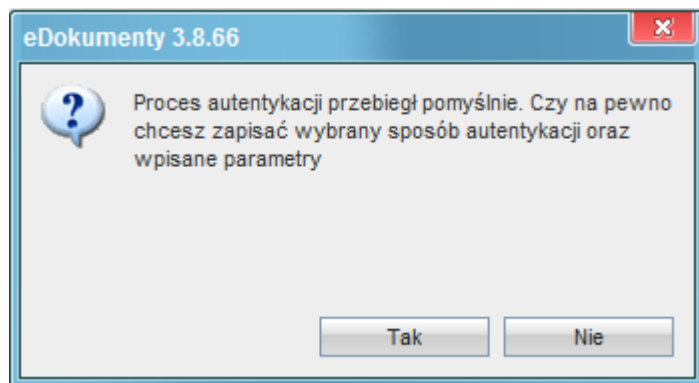 eDokumenty 3.8.66
Proces autentykacji przebiegł pomyślnie. Czy na pewno
chcesz zapisać wybrany sposób autentykacji oraz
wpisane parametry
Tak Nie